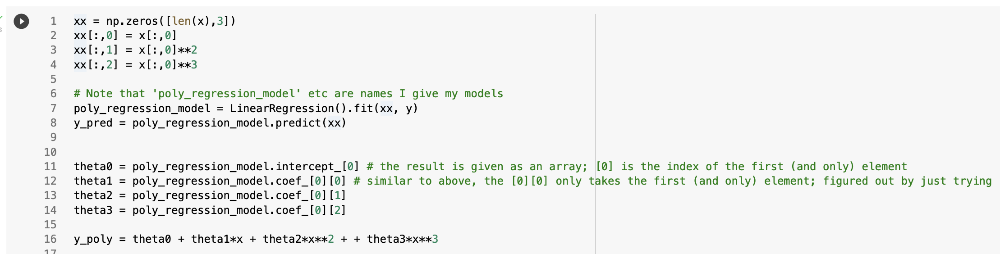 1 xx = np.zeros([len(x),3])
2 xx[:,0] = x[:,0]
3 xx[:,1] = x[:,0]**2
4 xx[:,2] = x[:,0]**3
5
6 # Note that 'poly_regression_model' etc are names I give my models
7 poly_regression_model = LinearRegression().fit(xx, y)
8 y_pred = poly_regression_model.predict(xx)
9
10
11 theta0 = poly_regression_model.intercept_[0] # the result is given as an array; [0] is the index of the first (and only) element
12 theta1 = poly_regression_model.coef_[0][0] # similar to above, the [0][0] only takes the first (and only) element; figured out by just trying
13 theta2 = poly_regression_model.coef_[0][1]
14 theta3 = poly_regression_model.coef_[0][2]
15
16 y_poly = theta0 + theta1*x + theta2*x**2 + + theta3*x**3
17